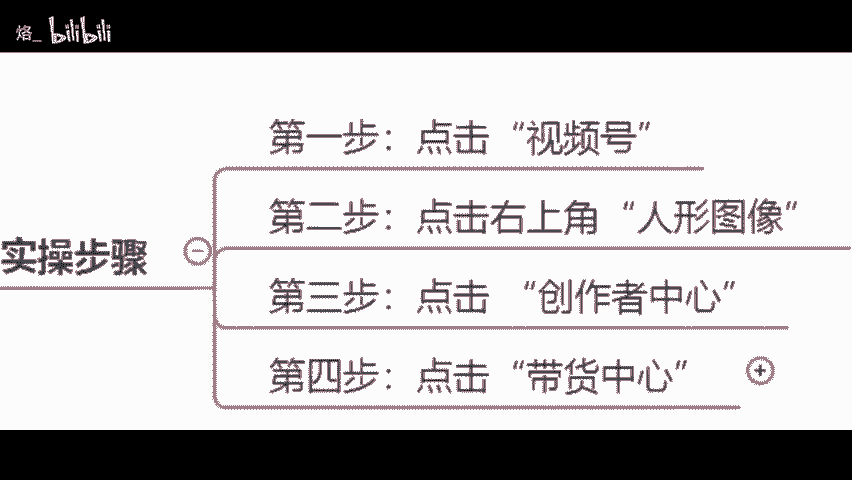 烙_ bilibili
第一步：点击“视频号”
第二步：点击右上角“人形图像”
实操步骤
第三步：点击 “创作者中心”
第四步：点击“带货中心”